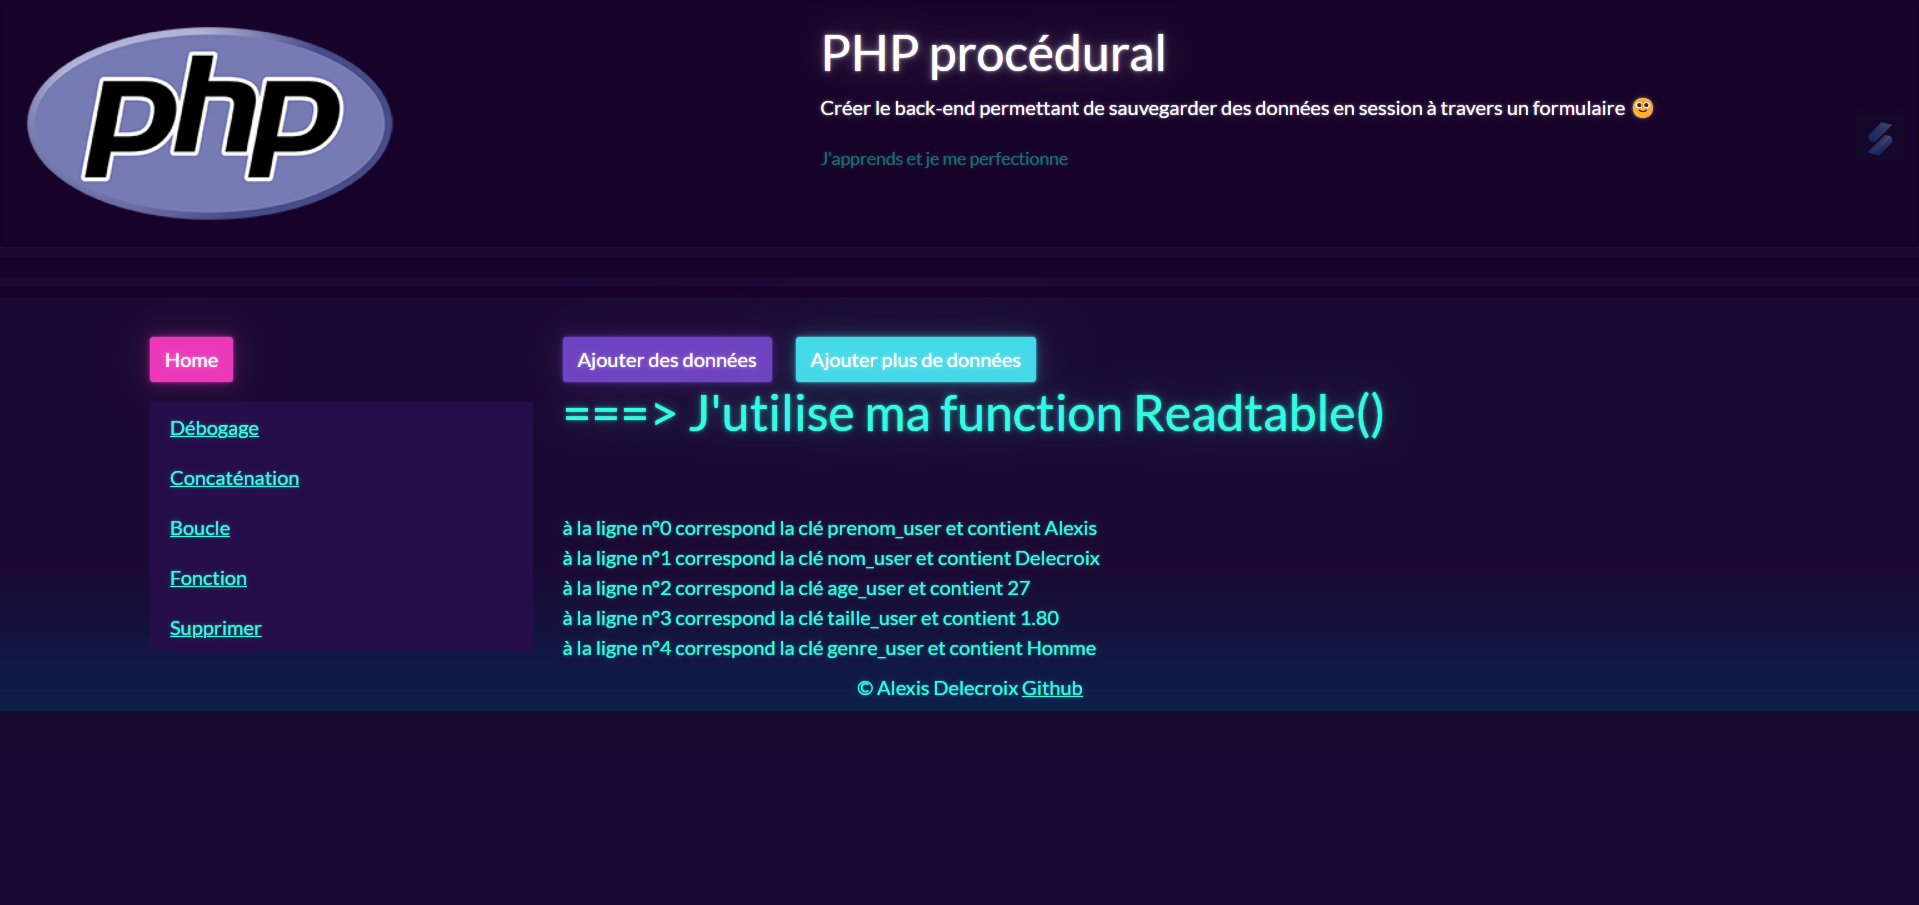 php
PHP procédural
Créer le back-end permettant de sauvegarder des données en session à travers un formulaire
J'apprends et je me perfectionne
Home
Ajouter des données
Ajouter plus de données
Débogage
Concaténation
Boucle
Fonction
Supprimer
===> J'utilise ma function Readtable()
à la ligne n°0 correspond la clé prenom_user et contient Alexis
à la ligne n°1 correspond la clé nom_user et contient Delecroix
à la ligne n°2 correspond la clé age_user et contient 27
à la ligne n°3 correspond la clé taille_user et contient 1.80
à la ligne n°4 correspond la clé genre_user et contient Homme
© Alexis Delecroix Github